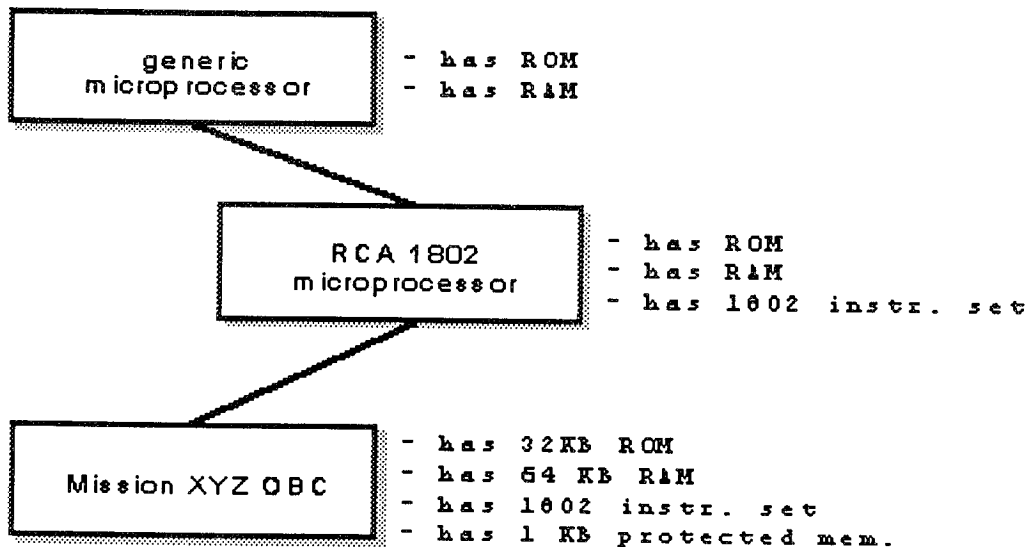 generic
microprocessor
- has ROM
- has RAM
RCA 1802
microprocessor
- has ROM
- has RAM
- has 1802 instr. set
Mission XYZ OBC
- has 32KB ROM
- has 64 KB RAM
- has 1802 instr. set
- has 1 KB protected mem.